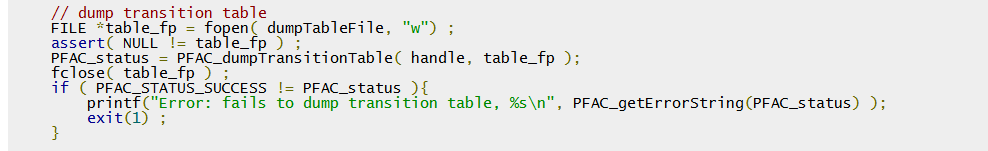 // dump transition table
FILE *table_fp = fopen( dumpTableFile, "w") ;
assert( NULL != table_fp ) ;
PFAC_status = PFAC_dumpTransitionTable( handle, table_fp );
fclose( table_fp ) ;
if ( PFAC_STATUS_SUCCESS != PFAC_status ){
    printf("Error: fails to dump transition table, %s\n", PFAC_getErrorString(PFAC_status) );
    exit(1) ;
}